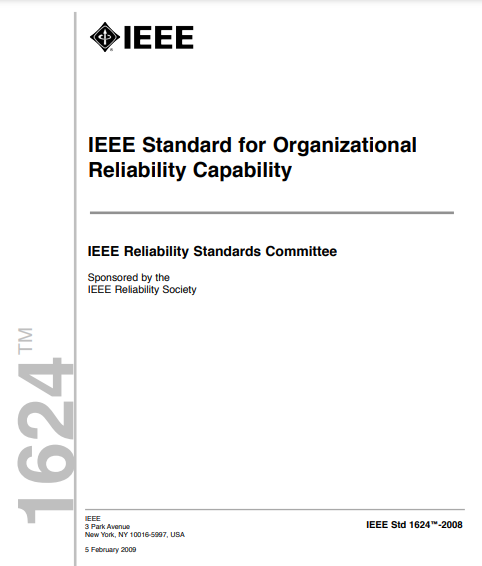 IEEE
IEEE Standard for Organizational
Reliability Capability
IEEE Reliability Standards Committee
Sponsored by the
IEEE Reliability Society
1624™
IEEE
3 Park Avenue
New York, NY 10016-5997, USA
5 February 2009
IEEE Std 1624™-2008